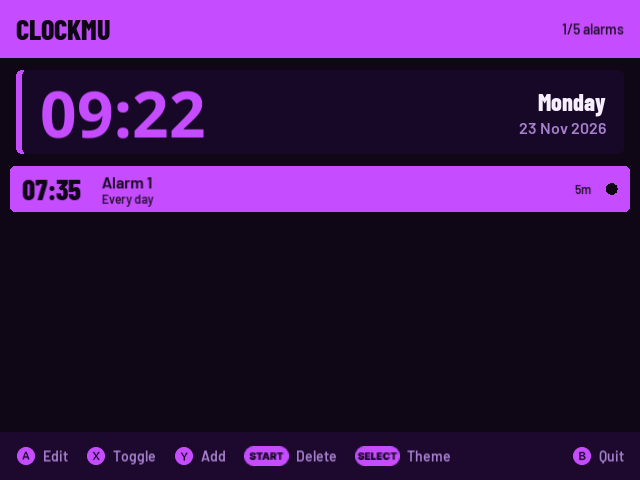 CLOCKMU
1/5 alarms
09:22
Monday
23 Nov 2026
07:35
Alarm 1
Every day
5m
A Edit X Toggle Y Add START Delete SELECT Theme B Quit